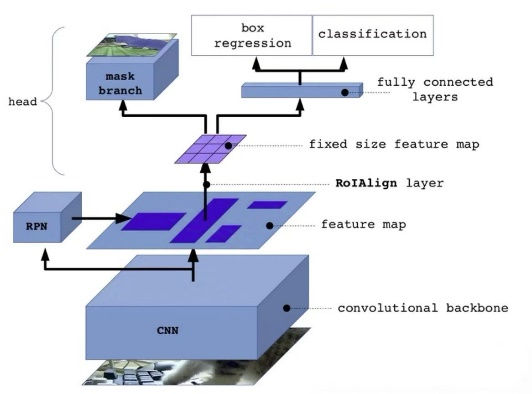 box
regression
classification
mask
branch
fully connected
layers
head
fixed size feature map
RoIAlign layer
RPN
feature map
convolutional backbone
CNN